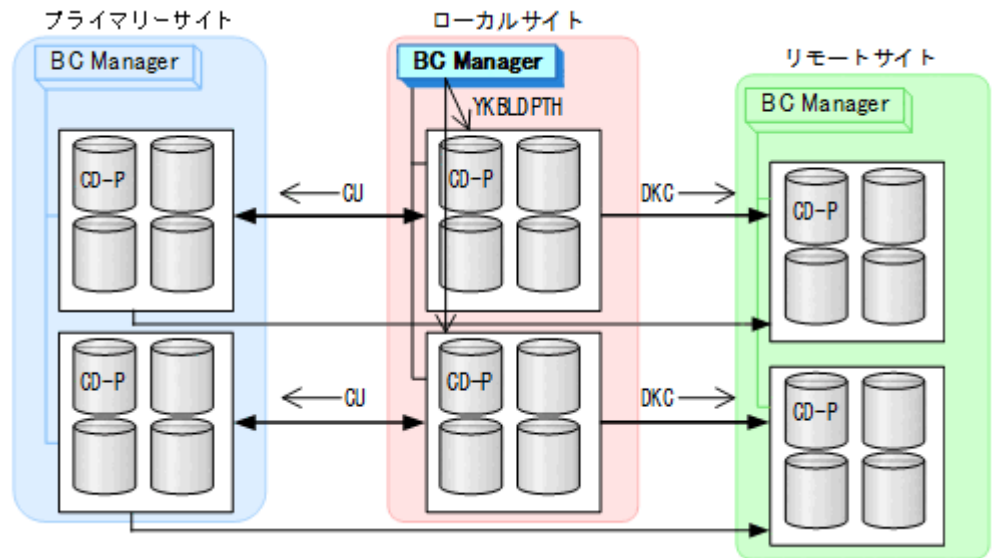 プライマリーサイト
ローカルサイト
リモートサイト
BC Manager
BC Manager
BC Manager
YKBLDPTH
CD-P
CU
CD-P
DKC
CD-P
CD-P
CU
CD-P
DKC
CD-P